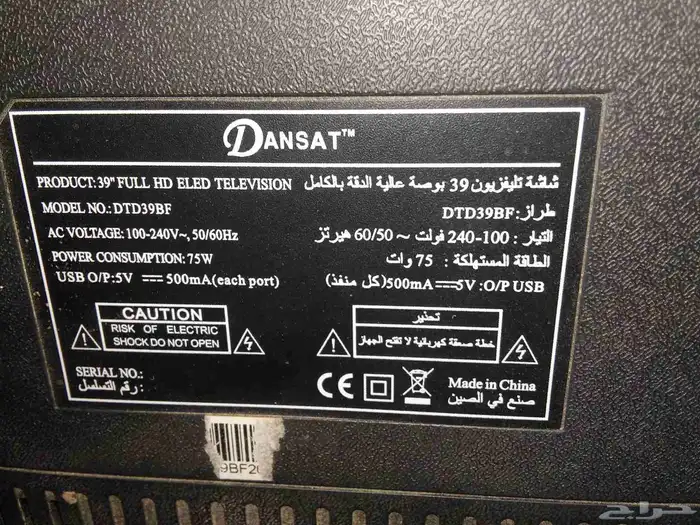 DANSAT™
PRODUCT: 39" FULL HD ELED TELEVISION
شاشة تليفزيون 39 بوصة عالية الدقة بالكامل
MODEL NO.: DTD39BF
طراز: DTD39BF
AC VOLTAGE: 100-240V~, 50/60Hz
التيار : 100-240 فولت ~ 60/50 هيرتز
POWER CONSUMPTION: 75W
الطاقة المستهلكة : 75 وات
USB O/P:5V 500mA(each port)
O/P USB :5V 500mA(كل منفذ)
CAUTION
RISK OF ELECTRIC
SHOCK DO NOT OPEN
تحذير
خطة صعقة كهربائية لا تفتح الجهاز
SERIAL NO.:
رقم التسلسل :
CE
Made in China
صنع في الصين
9BF20
حراج